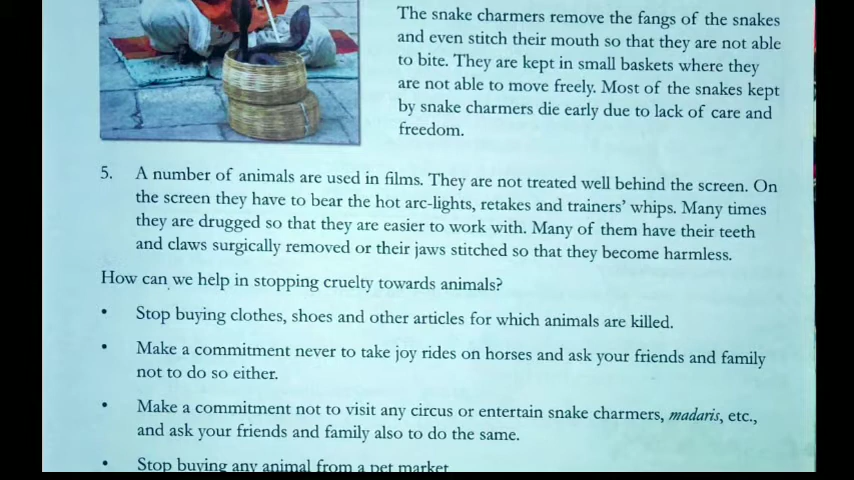 The snake charmers remove the fangs of the snakes
and even stitch their mouth so that they are not able
to bite. They are kept in small baskets where they
are not able to move freely. Most of the snakes kept
by snake charmers die early due to lack of care and
freedom.
5. A number of animals are used in films. They are not treated well behind the screen. On
the screen they have to bear the hot arc-lights, retakes and trainers' whips. Many times
they are drugged so that they are easier to work with. Many of them have their teeth
and claws surgically removed or their jaws stitched so that they become harmless.
How can we help in stopping cruelty towards animals?
• Stop buying clothes, shoes and other articles for which animals are killed.
• Make a commitment never to take joy rides on horses and ask your friends and family
not to do so either.
• Make a commitment not to visit any circus or entertain snake charmers, madaris, etc.,
and ask your friends and family also to do the same.
• Stop buying any animal from a pet market